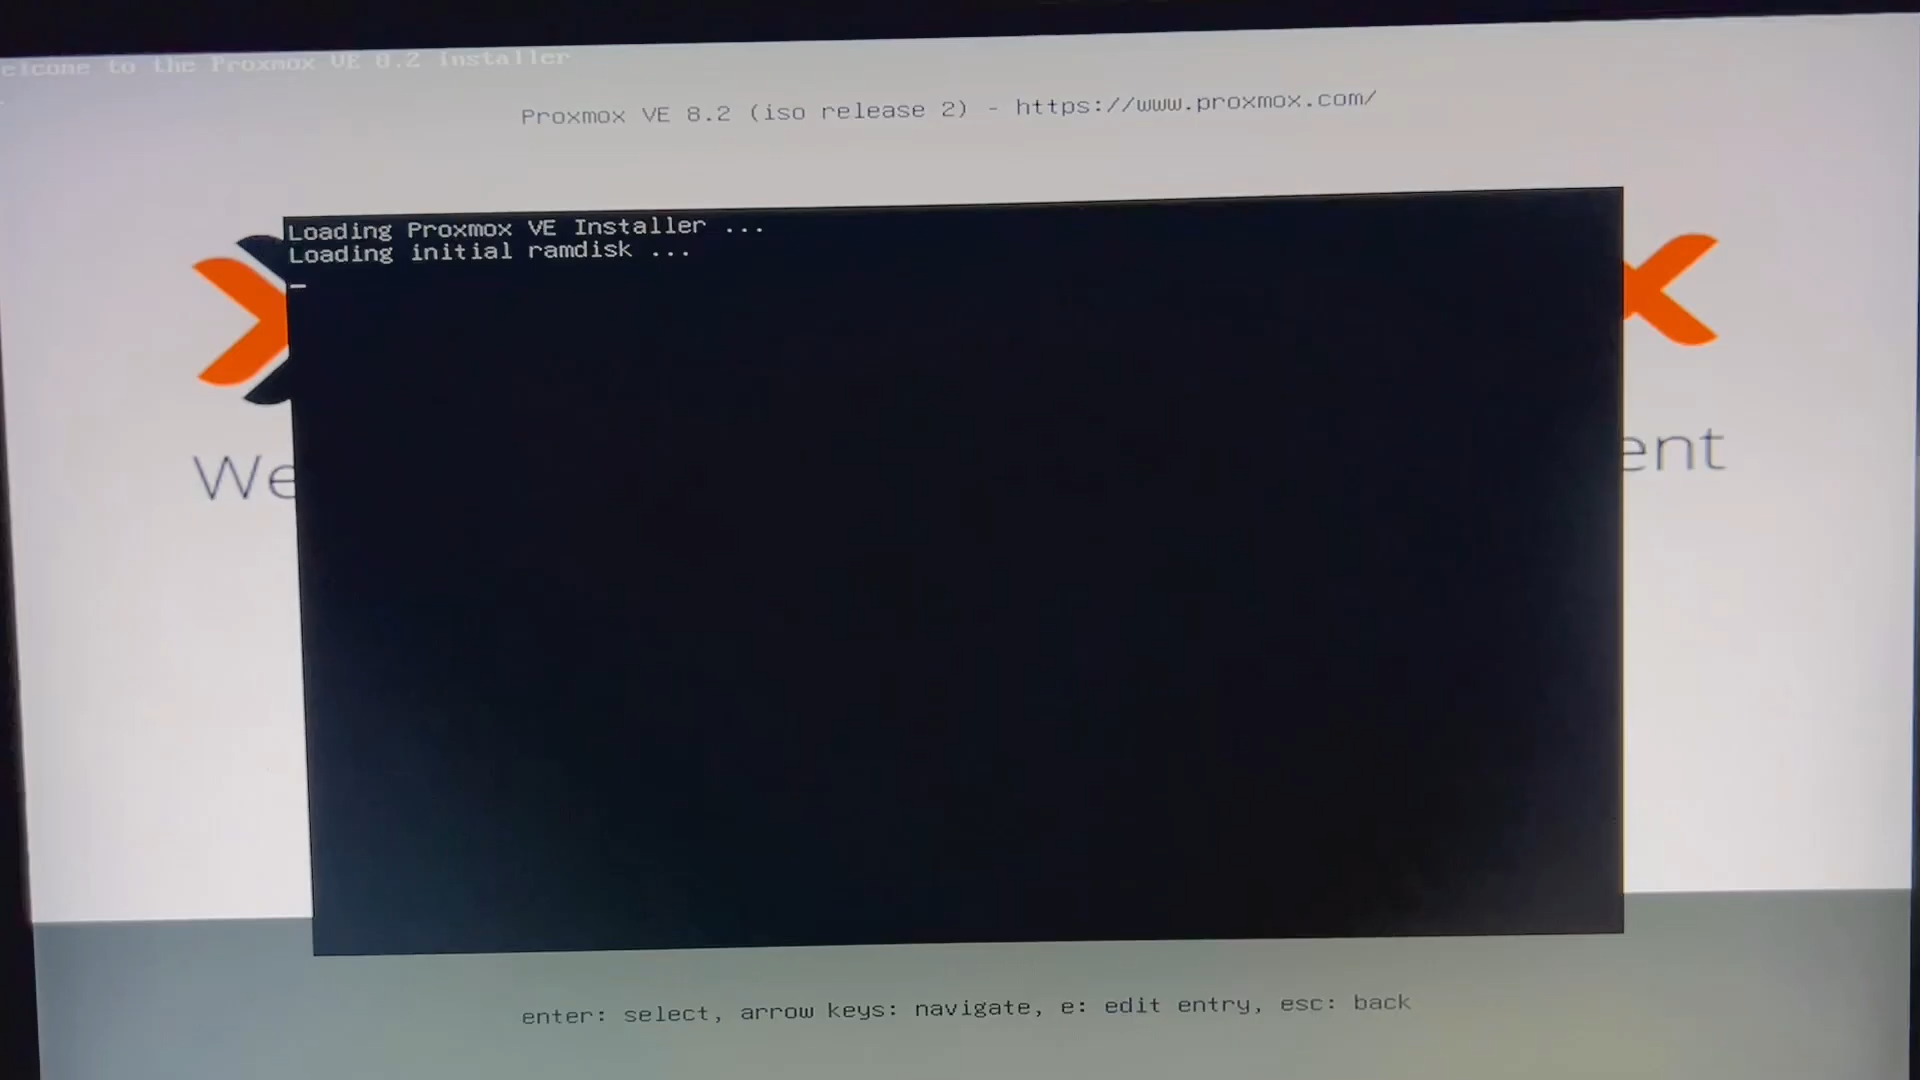 elcome to the Proxmox VE 8.2 Installer
Proxmox VE 8.2 (iso release 2) - https://www.proxmox.com/
Loading Proxmox VE Installer ...
Loading initial ramdisk ...
We
ent
enter: select, arrow keys: navigate, e: edit entry, esc: back